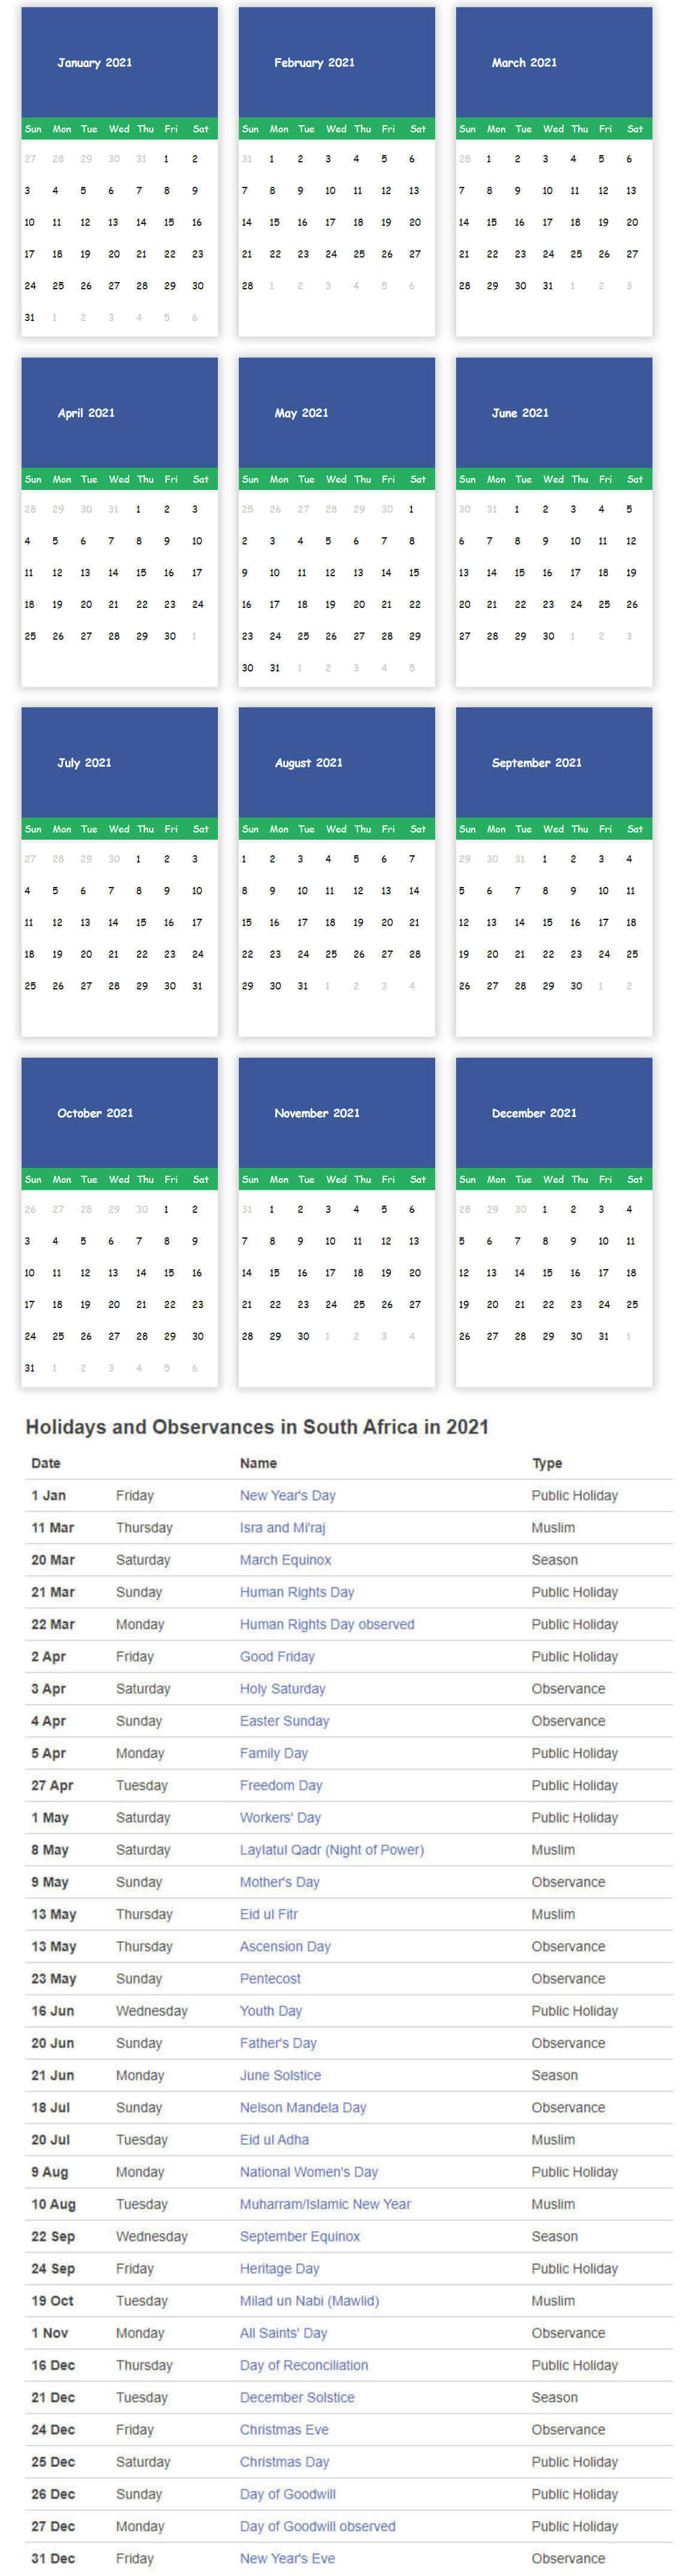 January 2021 February 2021 March 2021
Sun Mon Tue Wed Thu Fri Sat Sun Mon Tue Wed Thu Fri Sat Sun Mon Tue Wed Thu Fri Sat
27 28 29 30 31 1 2 31 1 2 3 4 5 6 28 1 2 3 4 5 6
3 4 5 6 7 8 9 7 8 9 10 11 12 13 7 8 9 10 11 12 13
10 11 12 13 14 15 16 14 15 16 17 18 19 20 14 15 16 17 18 19 20
17 18 19 20 21 22 23 21 22 23 24 25 26 27 21 22 23 24 25 26 27
24 25 26 27 28 29 30 28 1 2 3 4 5 6 28 29 30 31 1 2 3
31 1 2 3 4 5 6
April 2021 May 2021 June 2021
Sun Mon Tue Wed Thu Fri Sat Sun Mon Tue Wed Thu Fri Sat Sun Mon Tue Wed Thu Fri Sat
28 29 30 31 1 2 3 25 26 27 28 29 30 1 30 31 1 2 3 4 5
4 5 6 7 8 9 10 2 3 4 5 6 7 8 6 7 8 9 10 11 12
11 12 13 14 15 16 17 9 10 11 12 13 14 15 13 14 15 16 17 18 19
18 19 20 21 22 23 24 16 17 18 19 20 21 22 20 21 22 23 24 25 26
25 26 27 28 29 30 1 23 24 25 26 27 28 29 27 28 29 30 1 2 3
30 31 1 2 3 4 5
July 2021 August 2021 September 2021
Sun Mon Tue Wed Thu Fri Sat Sun Mon Tue Wed Thu Fri Sat Sun Mon Tue Wed Thu Fri Sat
27 28 29 30 1 2 3 1 2 3 4 5 6 7 29 30 31 1 2 3 4
4 5 6 7 8 9 10 8 9 10 11 12 13 14 5 6 7 8 9 10 11
11 12 13 14 15 16 17 15 16 17 18 19 20 21 12 13 14 15 16 17 18
18 19 20 21 22 23 24 22 23 24 25 26 27 28 19 20 21 22 23 24 25
25 26 27 28 29 30 31 29 30 31 1 2 3 4 26 27 28 29 30 1 2
October 2021 November 2021 December 2021
Sun Mon Tue Wed Thu Fri Sat Sun Mon Tue Wed Thu Fri Sat Sun Mon Tue Wed Thu Fri Sat
26 27 28 29 30 1 2 31 1 2 3 4 5 6 28 29 30 1 2 3 4
3 4 5 6 7 8 9 7 8 9 10 11 12 13 5 6 7 8 9 10 11
10 11 12 13 14 15 16 14 15 16 17 18 19 20 12 13 14 15 16 17 18
17 18 19 20 21 22 23 21 22 23 24 25 26 27 19 20 21 22 23 24 25
24 25 26 27 28 29 30 28 29 30 1 2 3 4 26 27 28 29 30 31 1
31 1 2 3 4 5 6
Holidays and Observances in South Africa in 2021
Date Name Type
1 Jan Friday New Year's Day Public Holiday
11 Mar Thursday Isra and Mi'raj Muslim
20 Mar Saturday March Equinox Season
21 Mar Sunday Human Rights Day Public Holiday
22 Mar Monday Human Rights Day observed Public Holiday
2 Apr Friday Good Friday Public Holiday
3 Apr Saturday Holy Saturday Observance
4 Apr Sunday Easter Sunday Observance
5 Apr Monday Family Day Public Holiday
27 Apr Tuesday Freedom Day Public Holiday
1 May Saturday Workers' Day Public Holiday
8 May Saturday Laylatul Qadr (Night of Power) Muslim
9 May Sunday Mother's Day Observance
13 May Thursday Eid ul Fitr Muslim
13 May Thursday Ascension Day Observance
23 May Sunday Pentecost Observance
16 Jun Wednesday Youth Day Public Holiday
20 Jun Sunday Father's Day Observance
21 Jun Monday June Solstice Season
18 Jul Sunday Nelson Mandela Day Observance
20 Jul Tuesday Eid ul Adha Muslim
9 Aug Monday National Women's Day Public Holiday
10 Aug Tuesday Muharram/Islamic New Year Muslim
22 Sep Wednesday September Equinox Season
24 Sep Friday Heritage Day Public Holiday
19 Oct Tuesday Milad un Nabi (Mawlid) Muslim
1 Nov Monday All Saints' Day Observance
16 Dec Thursday Day of Reconciliation Public Holiday
21 Dec Tuesday December Solstice Season
24 Dec Friday Christmas Eve Observance
25 Dec Saturday Christmas Day Public Holiday
26 Dec Sunday Day of Goodwill Public Holiday
27 Dec Monday Day of Goodwill observed Public Holiday
31 Dec Friday New Year's Eve Observance